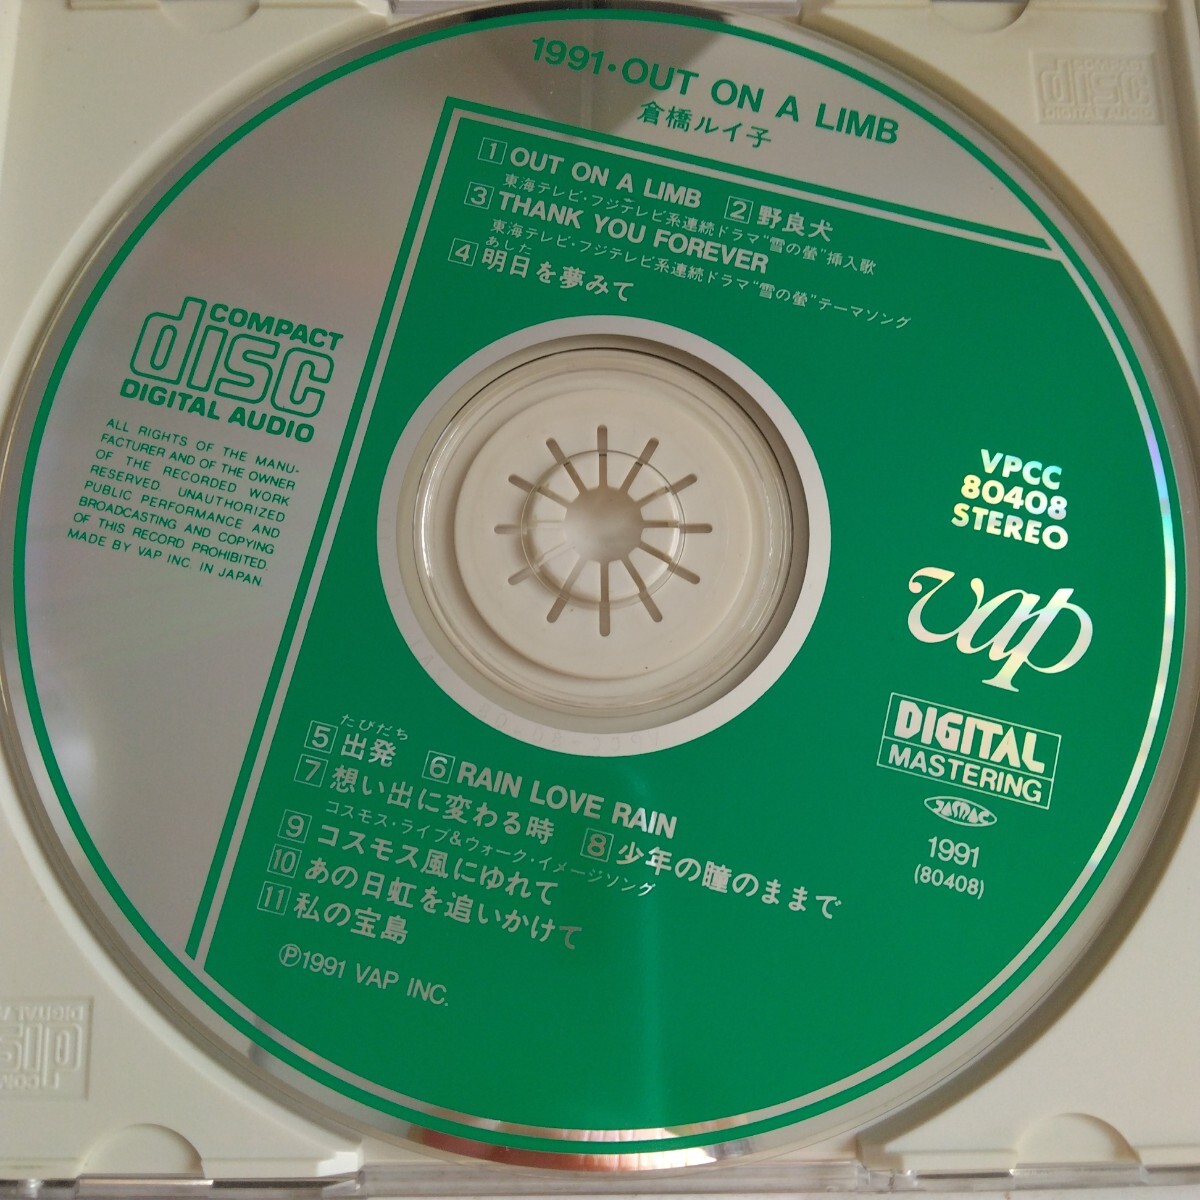 1991・OUT ON A LIMB
倉橋ルイ子
1 OUT ON A LIMB 2 野良犬
東海テレビ・フジテレビ系連続ドラマ"雪の螢"挿入歌
3 THANK YOU FOREVER
東海テレビ・フジテレビ系連続ドラマ"雪の螢"テーマソング
あした
4 明日を夢みて
COMPACT
disc
DIGITAL AUDIO
ALL RIGHTS OF THE MANU-
FACTURER AND OF THE OWNER
OF THE RECORDED WORK
RESERVED UNAUTHORIZED
PUBLIC PERFORMANCE AND
BROADCASTING AND COPYING
OF THIS RECORD PROHIBITED
MADE BY VAP INC. IN JAPAN.
VPCC
80408
STEREO
vap
DIGITAL
MASTERING
JASRAC
1991
(80408)
たびだち
5 出発 6 RAIN LOVE RAIN
7 想い出に変わる時 8 少年の瞳のままで
コスモス・ライブ&ウォーク・イメージソング
9 コスモス風にゆれて
10 あの日虹を追いかけて
11 私の宝島
Ⓟ1991 VAP INC.
COMPACT
disc
DIGITAL AUDIO